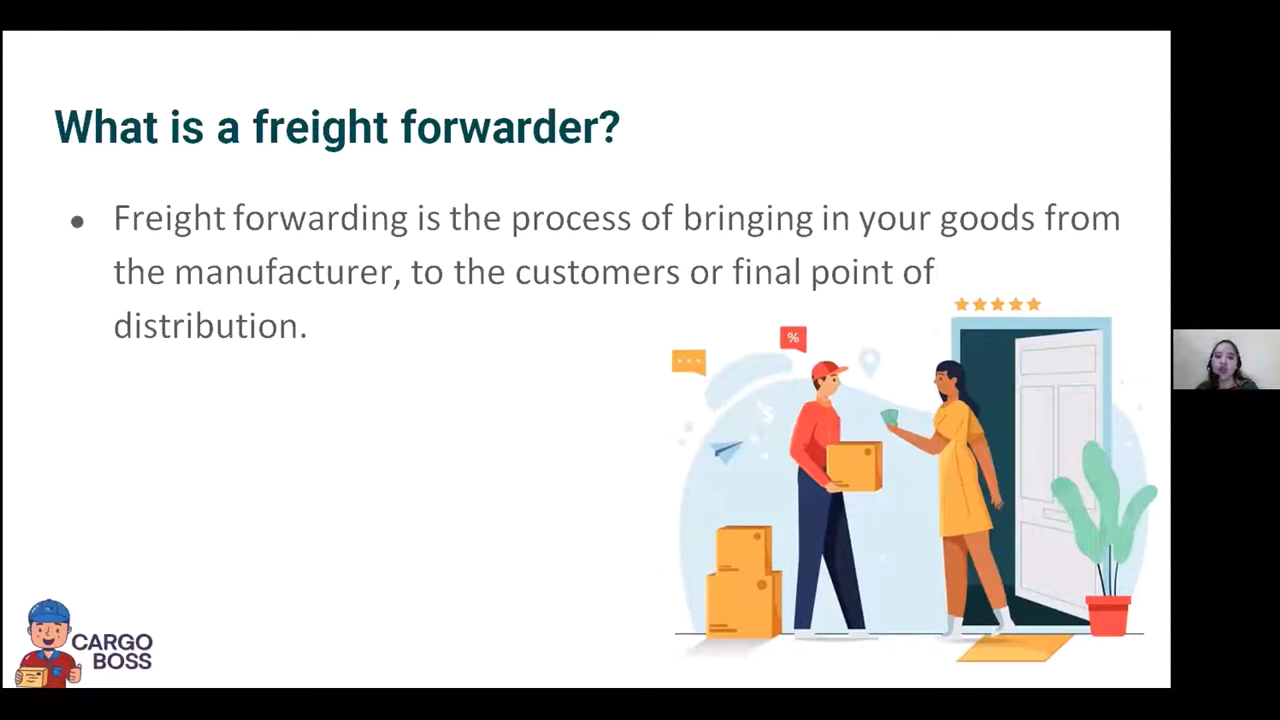 What is a freight forwarder?
● Freight forwarding is the process of bringing in your goods from
the manufacturer, to the customers or final point of
distribution.
%
CARGO
BOSS